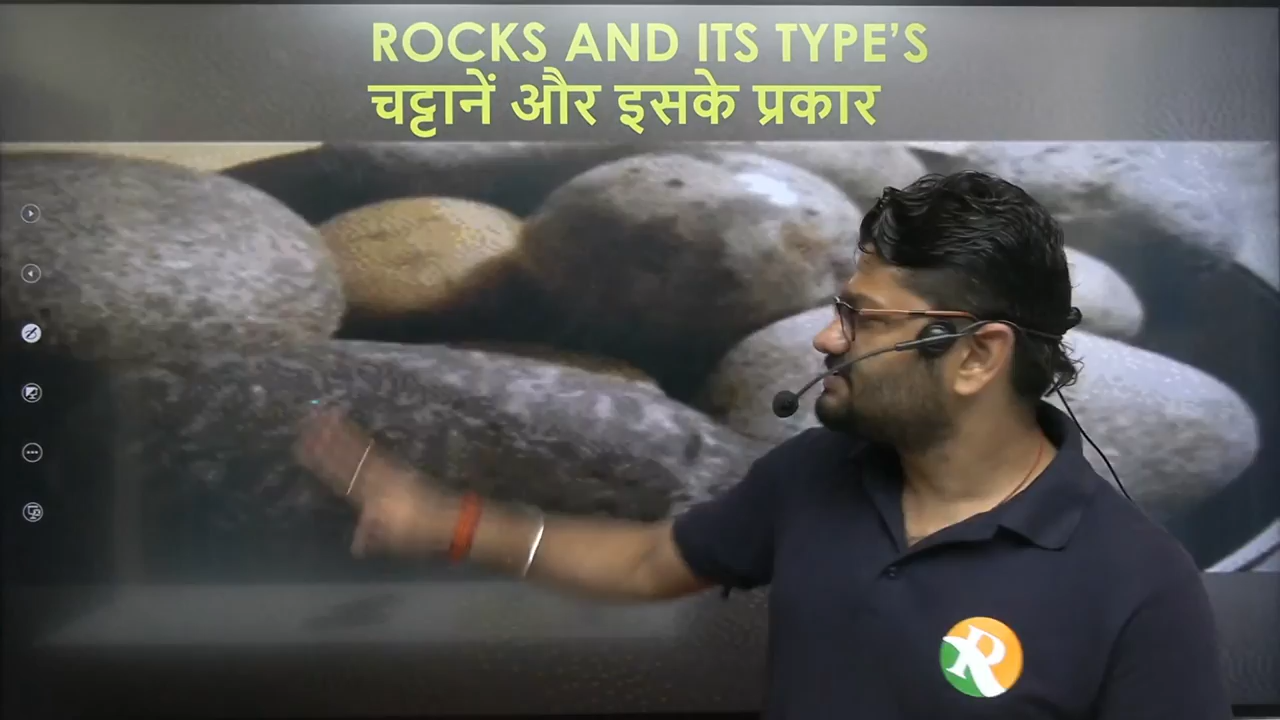 ROCKS AND ITS TYPE’S
चट्टानें और इसके प्रकार
R